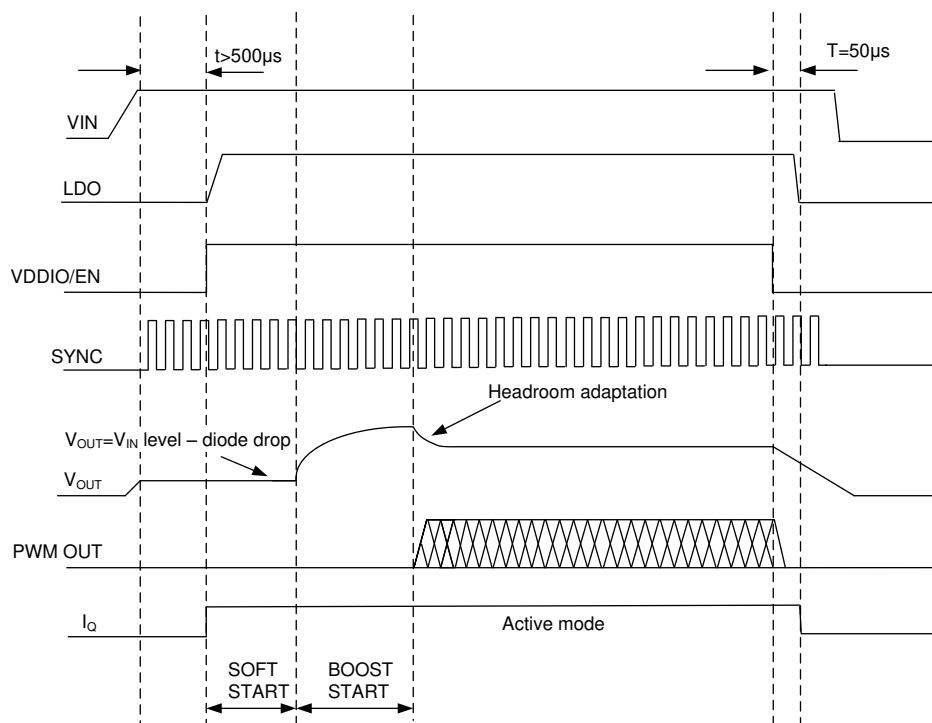 t>500µs
T=50µs
VIN
LDO
VDDIO/EN
SYNC
Headroom adaptation
VOUT=VIN level – diode drop
VOUT
PWM OUT
IQ
Active mode
SOFT
START
BOOST
START